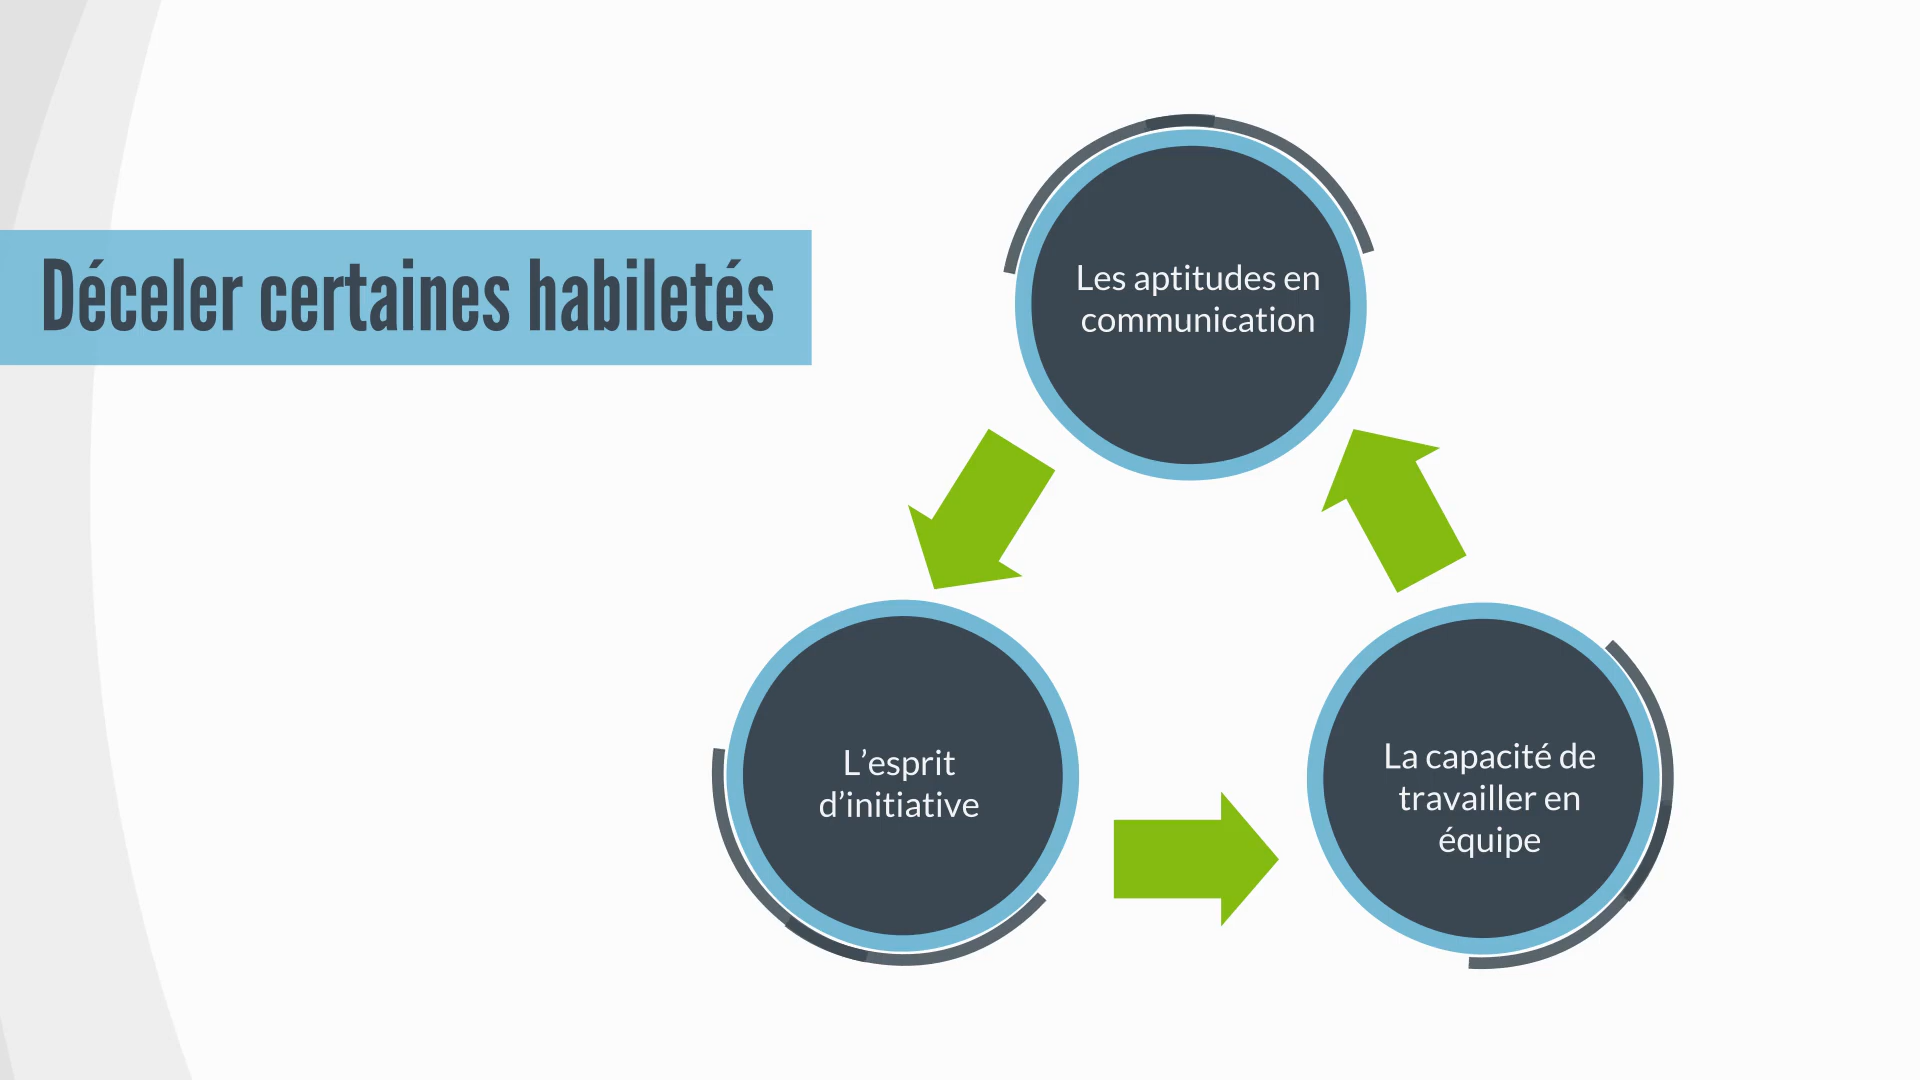 Déceler certaines habiletés
Les aptitudes en
communication
L’esprit
d’initiative
La capacité de
travailler en
équipe